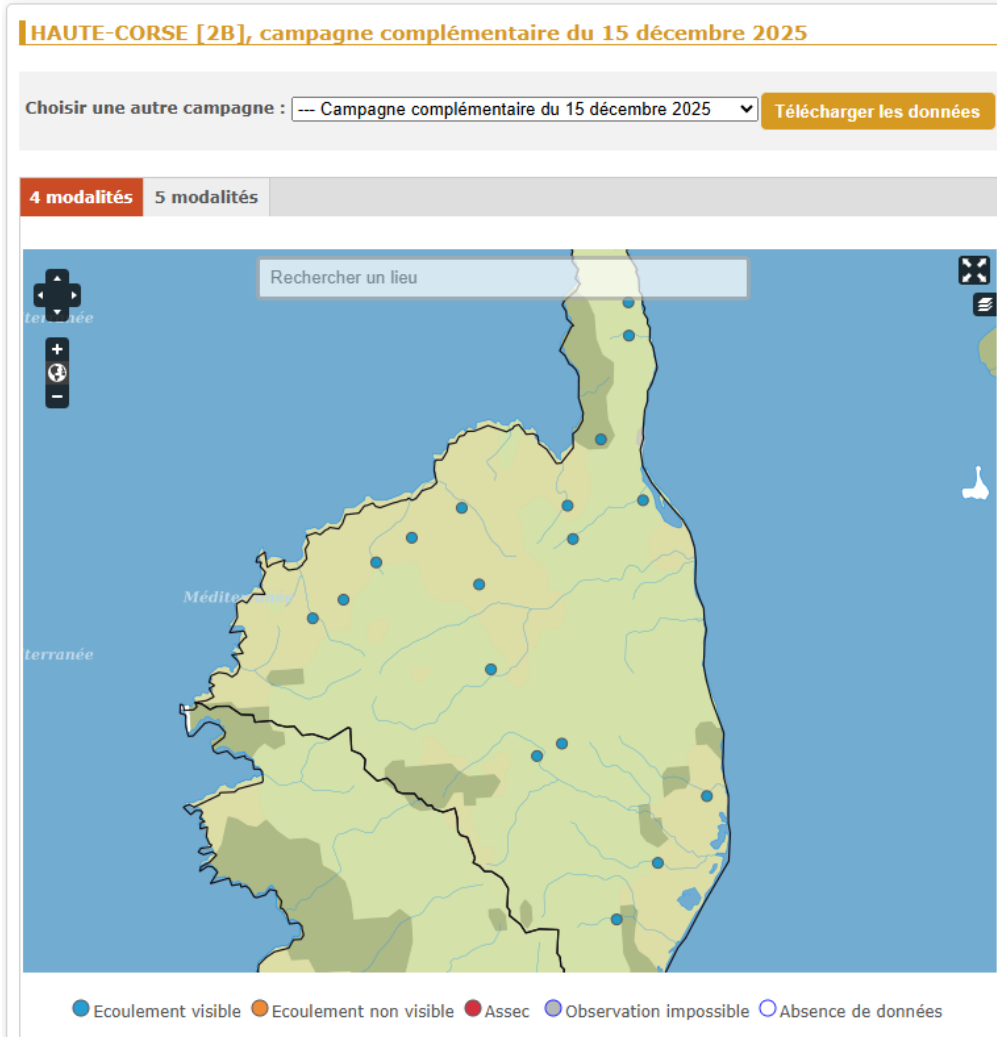 HAUTE-CORSE [2B], campagne complémentaire du 15 décembre 2025
Choisir une autre campagne : --- Campagne complémentaire du 15 décembre 2025 Télécharger les données
4 modalités 5 modalités
Rechercher un lieu
Méditerranée
terranée
Ecoulement visible Ecoulement non visible Assec Observation impossible Absence de données